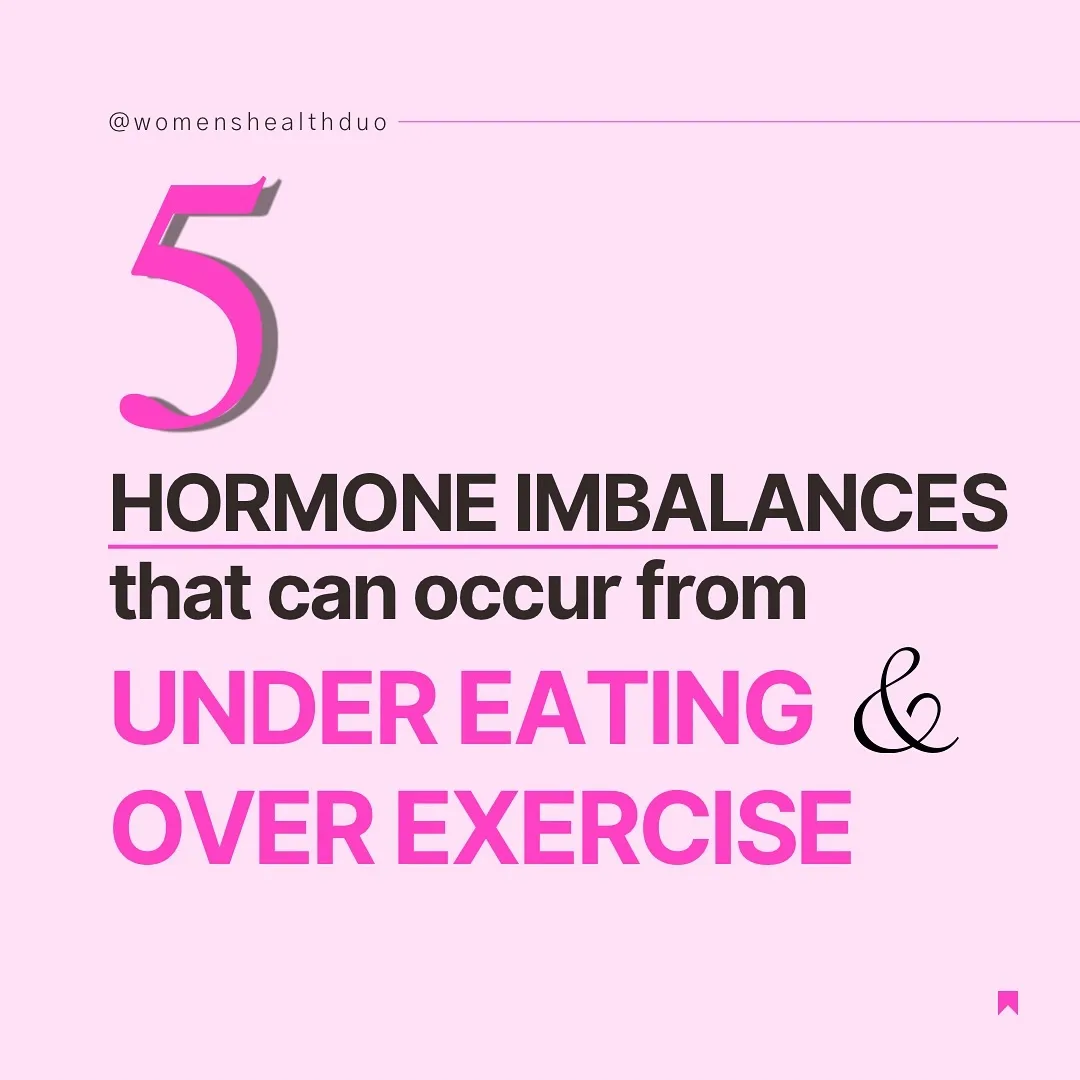 @womenshealthduo
5
HORMONE IMBALANCES
that can occur from
UNDER EATING &
OVER EXERCISE